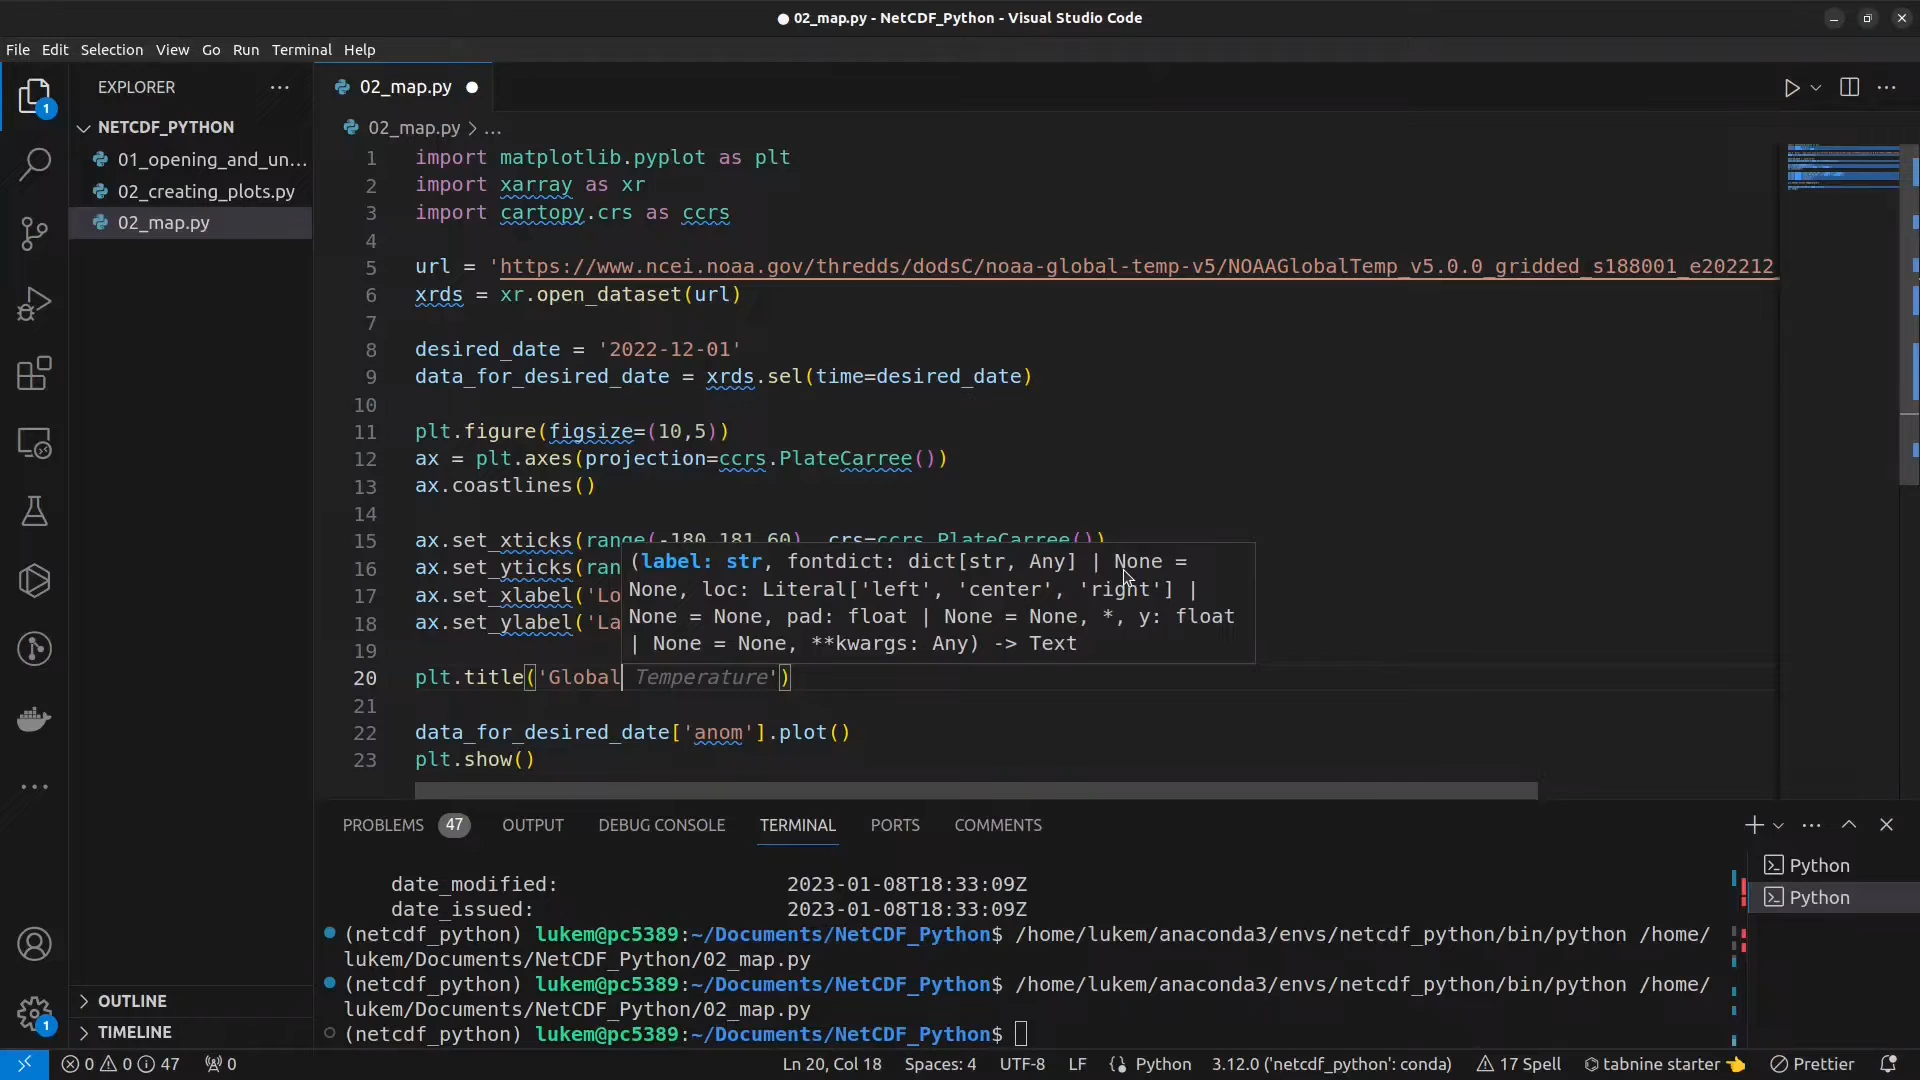 02_map.py - NetCDF_Python - Visual Studio Code
File Edit Selection View Go Run Terminal Help
EXPLORER
NETCDF_PYTHON
01_opening_and_un...
02_creating_plots.py
02_map.py
OUTLINE
TIMELINE
1
1
02_map.py
02_map.py > ...
1 import matplotlib.pyplot as plt
2 import xarray as xr
3 import cartopy.crs as ccrs
4
5 url = 'https://www.ncei.noaa.gov/thredds/dodsC/noaa-global-temp-v5/NOAAGlobalTemp_v5.0.0_gridded_s188001_e202212_
6 xrds = xr.open_dataset(url)
7
8 desired_date = '2022-12-01'
9 data_for_desired_date = xrds.sel(time=desired_date)
10
11 plt.figure(figsize=(10,5))
12 ax = plt.axes(projection=ccrs.PlateCarree())
13 ax.coastlines()
14
15 ax.set_xticks(range(-180,181,60), crs=ccrs.PlateCarree())
16 ax.set_yticks(ran
17 ax.set_xlabel('Lo
18 ax.set_ylabel('La
19
20 plt.title('Global Temperature')
21
22 data_for_desired_date['anom'].plot()
23 plt.show()
(label: str, fontdict: dict[str, Any] | None =
None, loc: Literal['left', 'center', 'right'] |
None = None, pad: float | None = None, *, y: float
| None = None, **kwargs: Any) -> Text
PROBLEMS 47 OUTPUT DEBUG CONSOLE TERMINAL PORTS COMMENTS
date_modified: 2023-01-08T18:33:09Z
date_issued: 2023-01-08T18:33:09Z
(netcdf_python) lukem@pc5389:~/Documents/NetCDF_Python$ /home/lukem/anaconda3/envs/netcdf_python/bin/python /home/
lukem/Documents/NetCDF_Python/02_map.py
(netcdf_python) lukem@pc5389:~/Documents/NetCDF_Python$ /home/lukem/anaconda3/envs/netcdf_python/bin/python /home/
lukem/Documents/NetCDF_Python/02_map.py
(netcdf_python) lukem@pc5389:~/Documents/NetCDF_Python$
Python
Python
0 0 47 0 Ln 20, Col 18 Spaces: 4 UTF-8 LF Python 3.12.0 ('netcdf_python': conda) 17 Spell tabnine starter Prettier